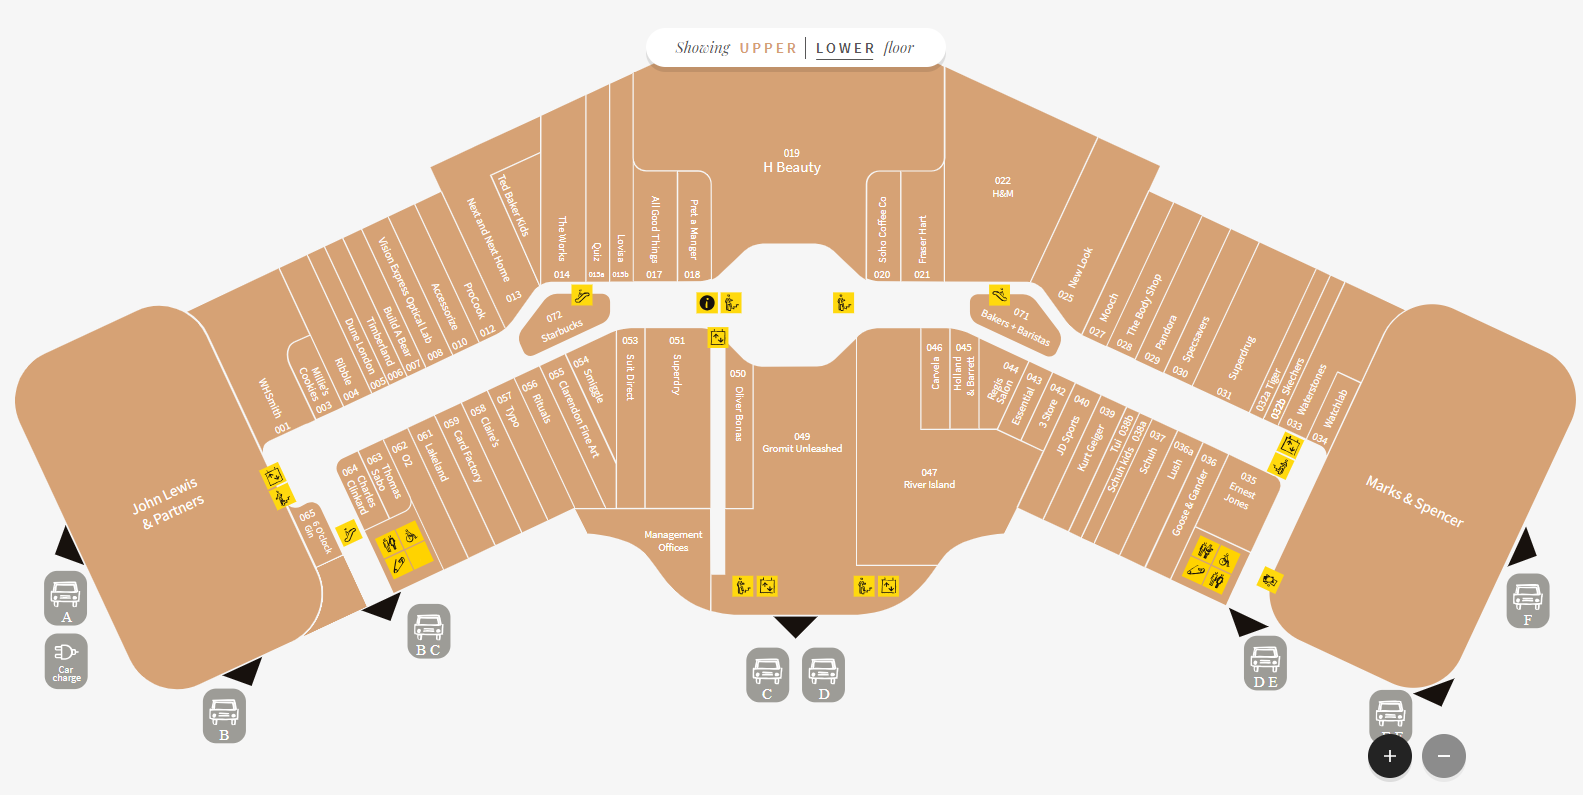 Showing UPPER | LOWER floor
019
H Beauty
022
H&M
Ted Baker Kids
Next and Next Home
013
The Works
014
Quiz
015a
Lovisa
015b
All Good Things
017
Pret a Manger
018
Soho Coffee Co
020
Fraser Hart
021
New Look
025
Mooch
027
The Body Shop
028
Pandora
029
Specsavers
030
Superdrug
031
032a Tiger
032b Skechers
Waterstones
033
Watchlab
034
ProCook
012
Accessorize
010
Vision Express Optical Lab
008
Build A Bear
007
Timberland
006
Dune London
005
Ribble
004
Millie's
Cookies
003
WHSmith
001
072
Starbucks
071
Bakers + Baristas
John Lewis
& Partners
065
6 O'clock
Gin
064
Charles
Clinkard
063
Thomas
Sabo
062
O2
061
Lakeland
059
Card Factory
058
Claire's
057
Typo
056
Rituals
055
Clarendon Fine Art
054
Smiggle
053
Suit Direct
051
Superdry
050
Oliver Bonas
049
Gromit Unleashed
047
River Island
046
Carvela
045
Holland
& Barrett
044
Regis
Salon
043
Essential
042
3 Store
040
JD Sports
039
Kurt Geiger
Tui 038b
Schuh kids 038a
037
Schuh
036a
Lush
036
Goose & Gander
035
Ernest
Jones
Marks & Spencer
Management
Offices
A
Car
charge
B
B C
C
D
D E
F
+
−